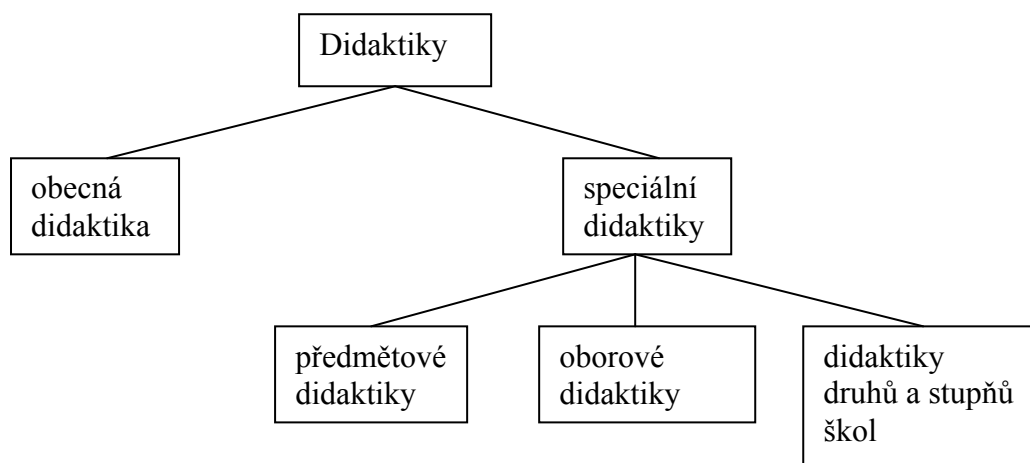 Didaktiky
obecná
didaktika
speciální
didaktiky
předmětové
didaktiky
oborové
didaktiky
didaktiky
druhů a stupňů
škol